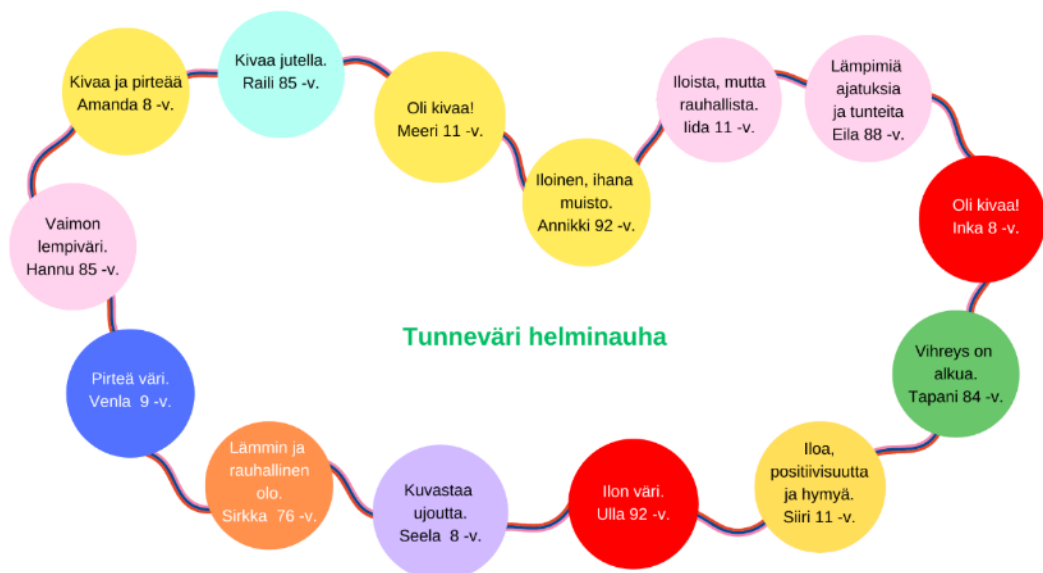 Kivaa ja pirteää
Amanda 8 -v.
Kivaa jutella.
Raili 85 -v.
Oli kivaa!
Meeri 11 -v.
Iloinen, ihana
muisto.
Annikki 92 -v.
Iloista, mutta
rauhallista.
Iida 11 -v.
Lämpimiä
ajatuksia
ja tunteita
Eila 88 -v.
Oli kivaa!
Inka 8 -v.
Vaimon
lempiväri.
Hannu 85 -v.
Tunneväri helminauha
Vihreys on
alkua.
Tapani 84 -v.
Pirteä väri.
Venla 9 -v.
Lämmin ja
rauhallinen
olo.
Sirkka 76 -v.
Kuvastaa
ujoutta.
Seela 8 -v.
Ilon väri.
Ulla 92 -v.
Iloa,
positiivisuutta
ja hymyä.
Siiri 11 -v.